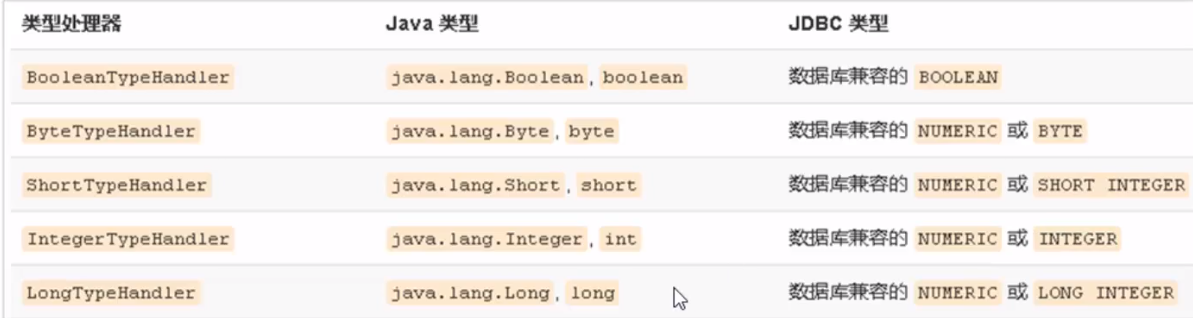 类型处理器 Java 类型 JDBC 类型
BooleanTypeHandler java.lang.Boolean, boolean 数据库兼容的 BOOLEAN
ByteTypeHandler java.lang.Byte, byte 数据库兼容的 NUMERIC 或 BYTE
ShortTypeHandler java.lang.Short, short 数据库兼容的 NUMERIC 或 SHORT INTEGER
IntegerTypeHandler java.lang.Integer, int 数据库兼容的 NUMERIC 或 INTEGER
LongTypeHandler java.lang.Long, long 数据库兼容的 NUMERIC 或 LONG INTEGER